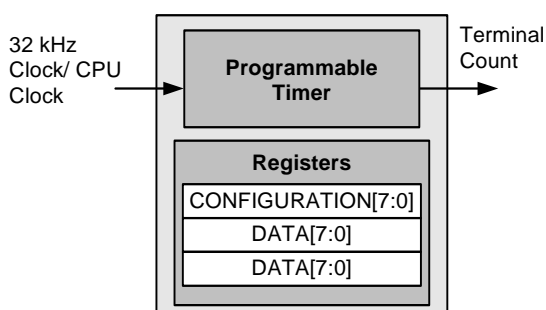 32 kHz
Clock/ CPU
Clock
Programmable
Timer
Terminal
Count
Registers
CONFIGURATION[7:0]
DATA[7:0]
DATA[7:0]